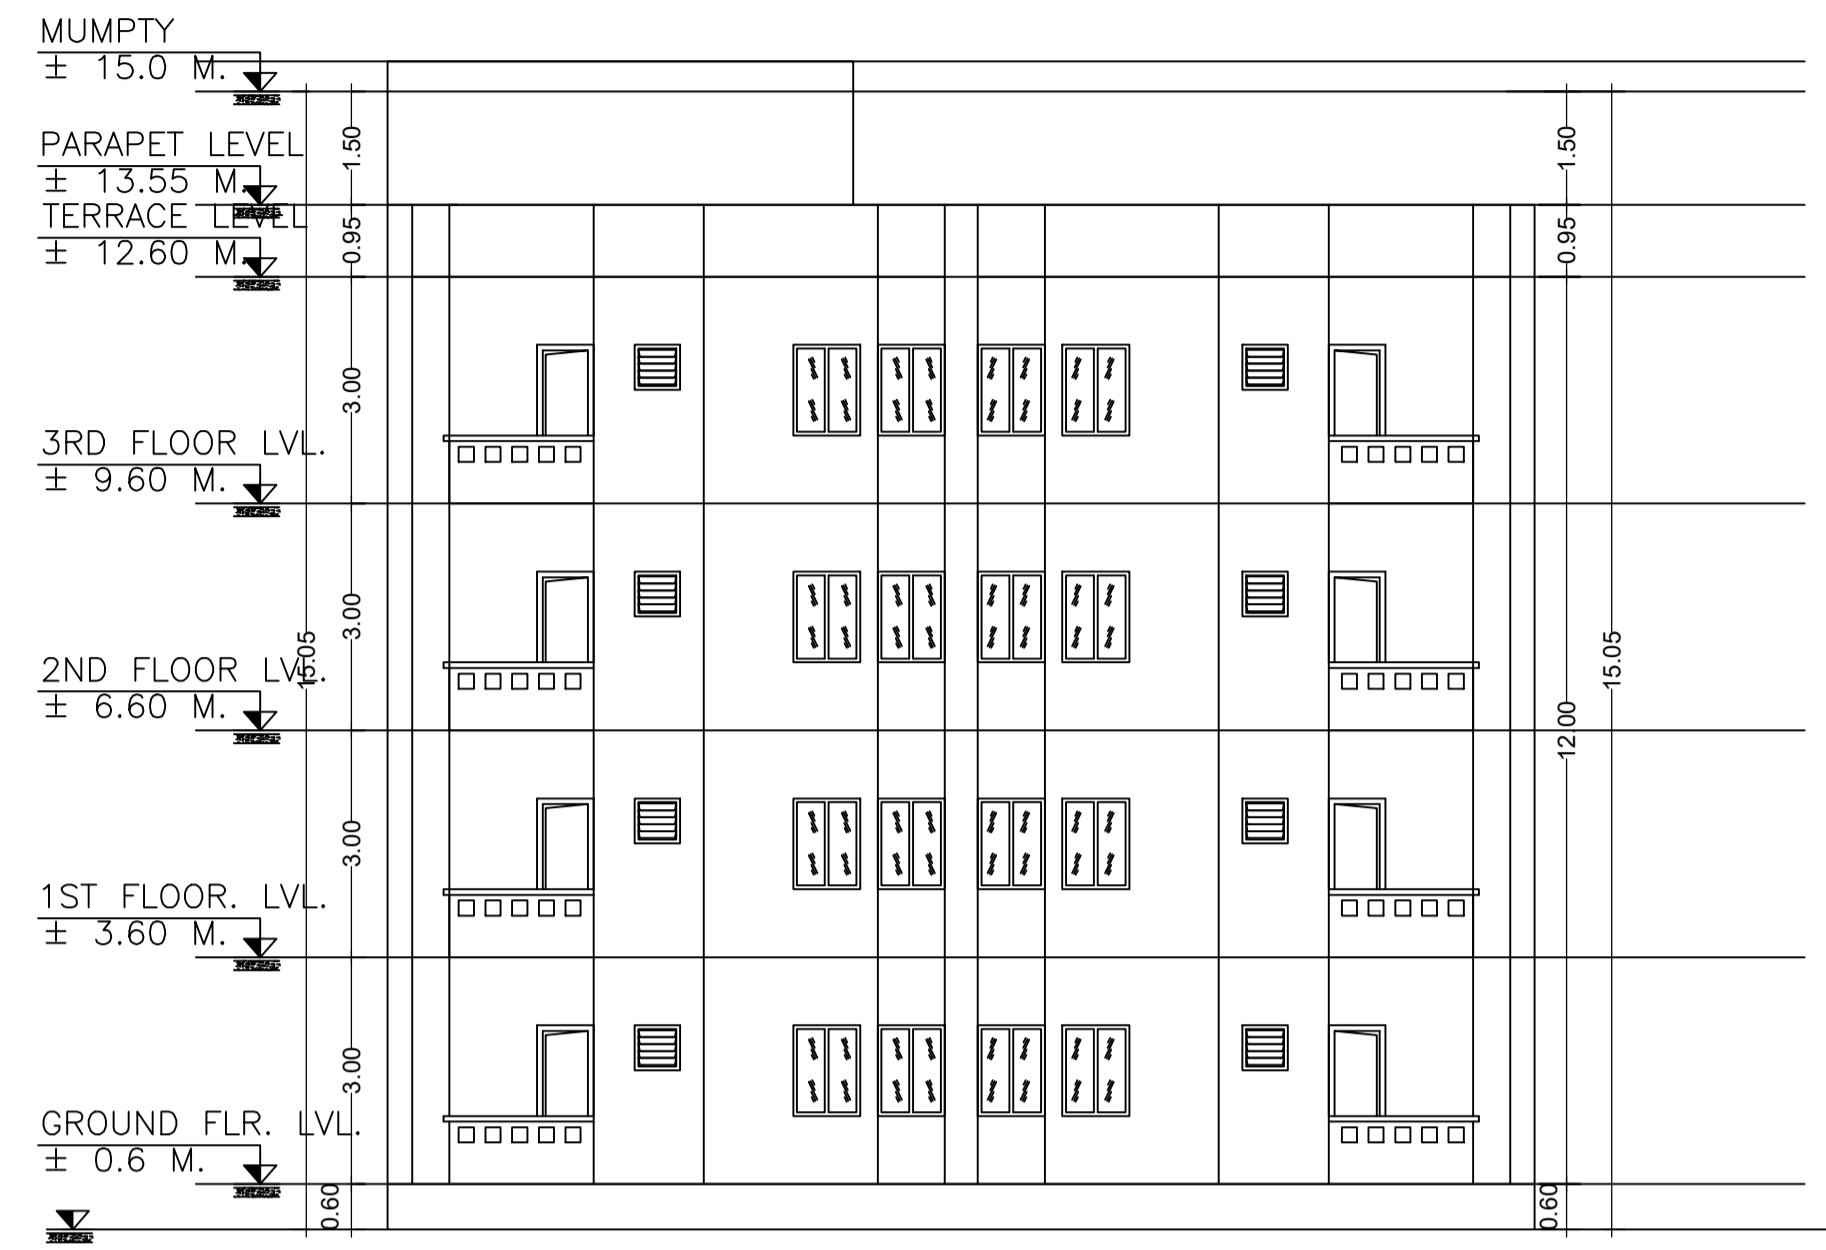 MUMPTY
± 15.0 M.
1.50
1.50
PARAPET LEVEL
± 13.55 M.
TERRACE LEVEL
± 12.60 M.
0.95
0.95
3.00
3RD FLOOR LVL.
± 9.60 M.
3.00
15.05
15.05
2ND FLOOR LVL.
± 6.60 M.
12.00
3.00
1ST FLOOR. LVL.
± 3.60 M.
3.00
GROUND FLR. LVL.
± 0.6 M.
0.60
0.60